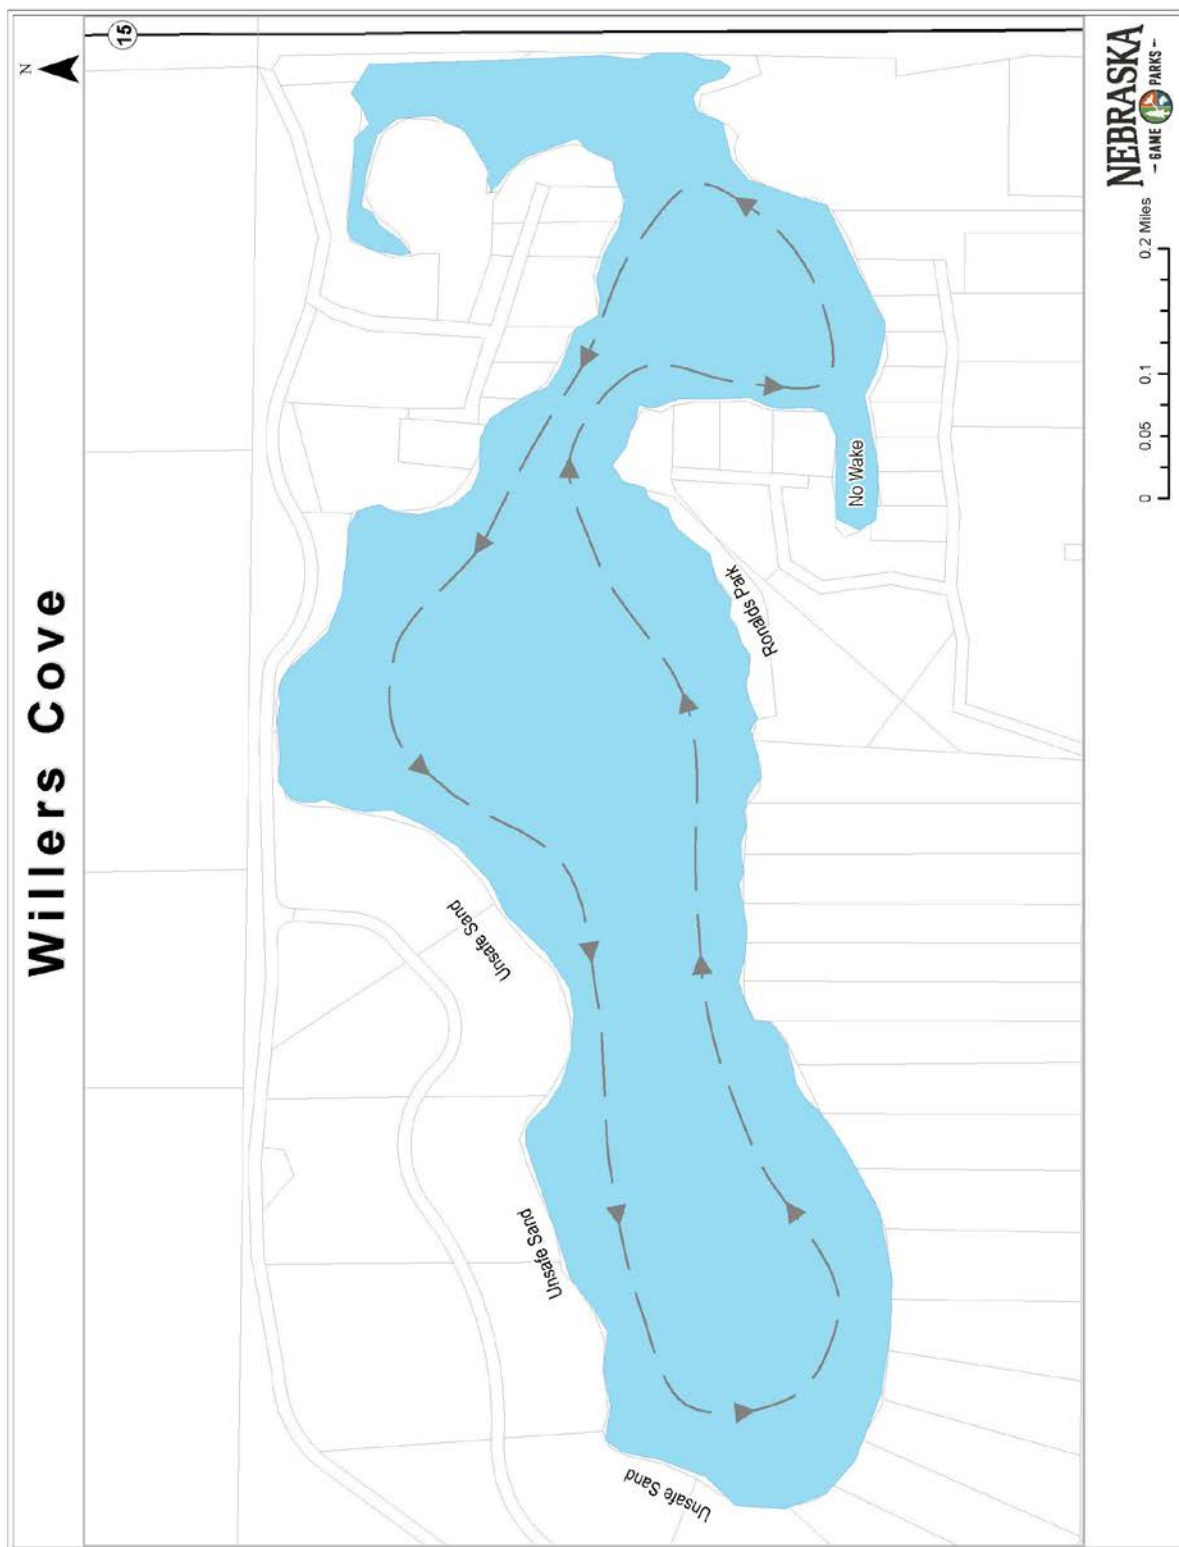 Willers Cove
N
15
Unsafe Sand
Unsafe Sand
Unsafe Sand
Ronalds Park
No Wake
0 0.05 0.1 0.2 Miles
NEBRASKA
- GAME PARKS -